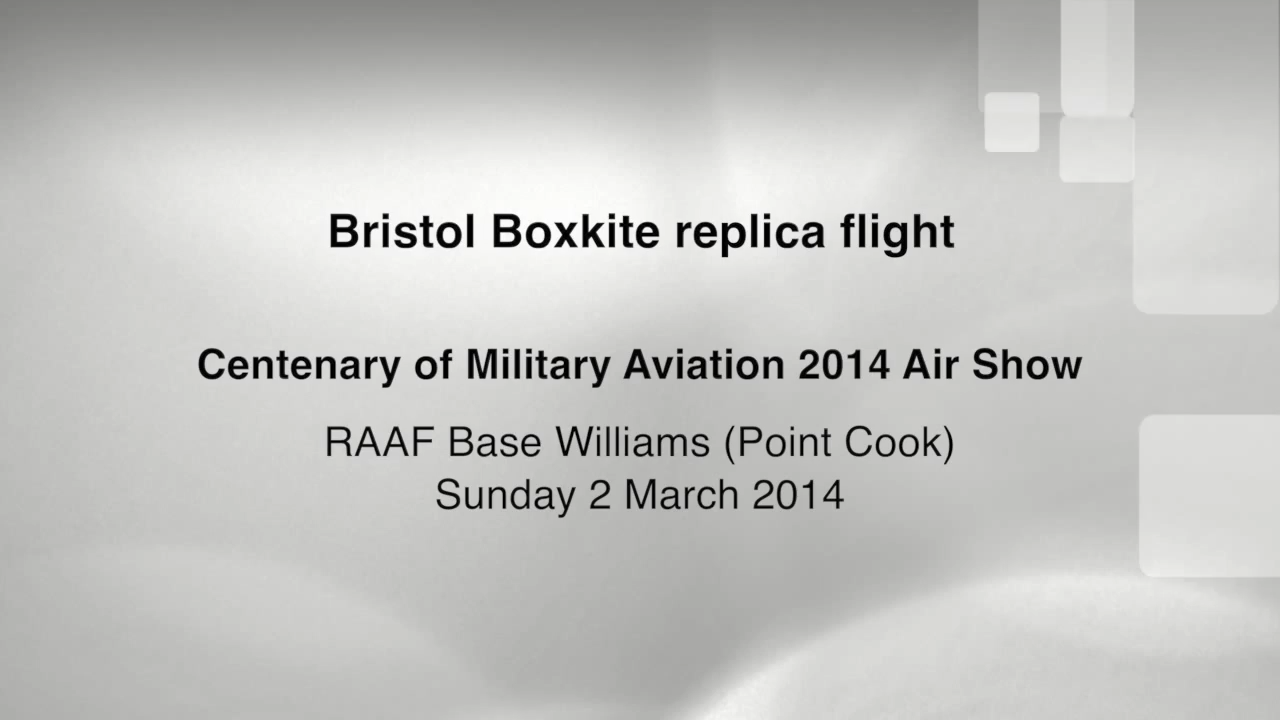 Bristol Boxkite replica flight
Centenary of Military Aviation 2014 Air Show
RAAF Base Williams (Point Cook)
Sunday 2 March 2014